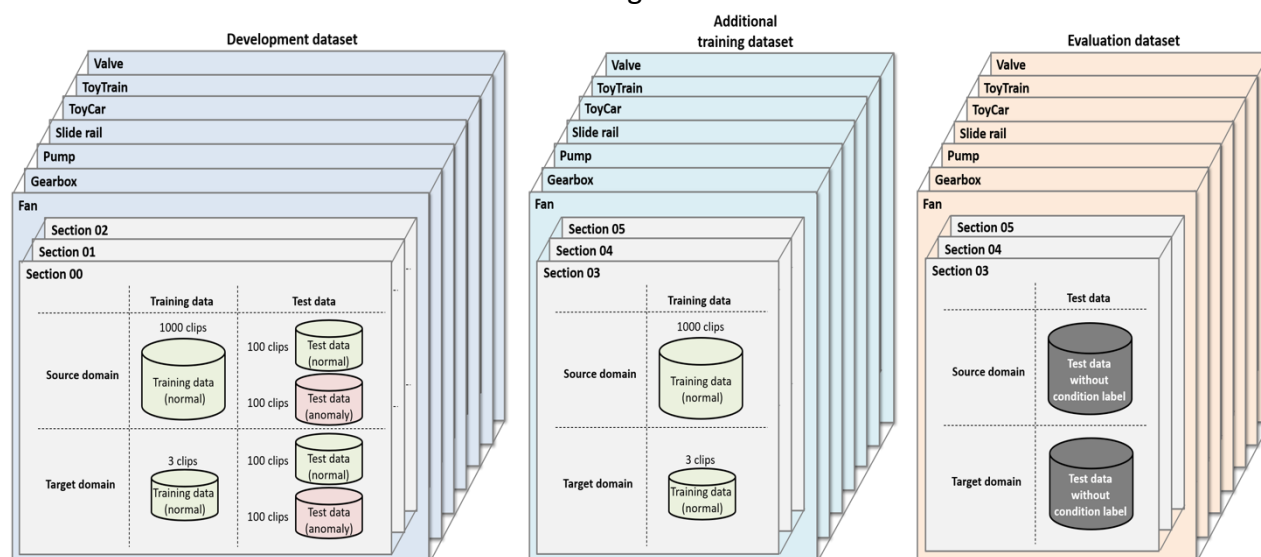 Development dataset
Valve
ToyTrain
ToyCar
Slide rail
Pump
Gearbox
Fan
Section 02
Section 01
Section 00
Training data
Test data
Source domain
1000 clips
Training data
(normal)
100 clips
Test data
(normal)
100 clips
Test data
(anomaly)
Target domain
3 clips
Training data
(normal)
100 clips
Test data
(normal)
100 clips
Test data
(anomaly)
Additional
training dataset
Valve
ToyTrain
ToyCar
Slide rail
Pump
Gearbox
Fan
Section 05
Section 04
Section 03
Training data
Source domain
1000 clips
Training data
(normal)
Target domain
3 clips
Training data
(normal)
Evaluation dataset
Valve
ToyTrain
ToyCar
Slide rail
Pump
Gearbox
Fan
Section 05
Section 04
Section 03
Test data
Source domain
Test data
without
condition label
Target domain
Test data
without
condition label